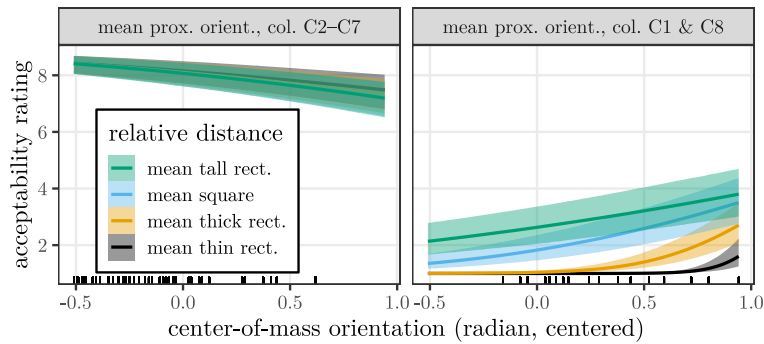 mean prox. orient., col. C2–C7
mean prox. orient., col. C1 & C8
acceptability rating
8
6
4
2
relative distance
mean tall rect.
mean square
mean thick rect.
mean thin rect.
-0.5 0.0 0.5 1.0
-0.5 0.0 0.5 1.0
center-of-mass orientation (radian, centered)